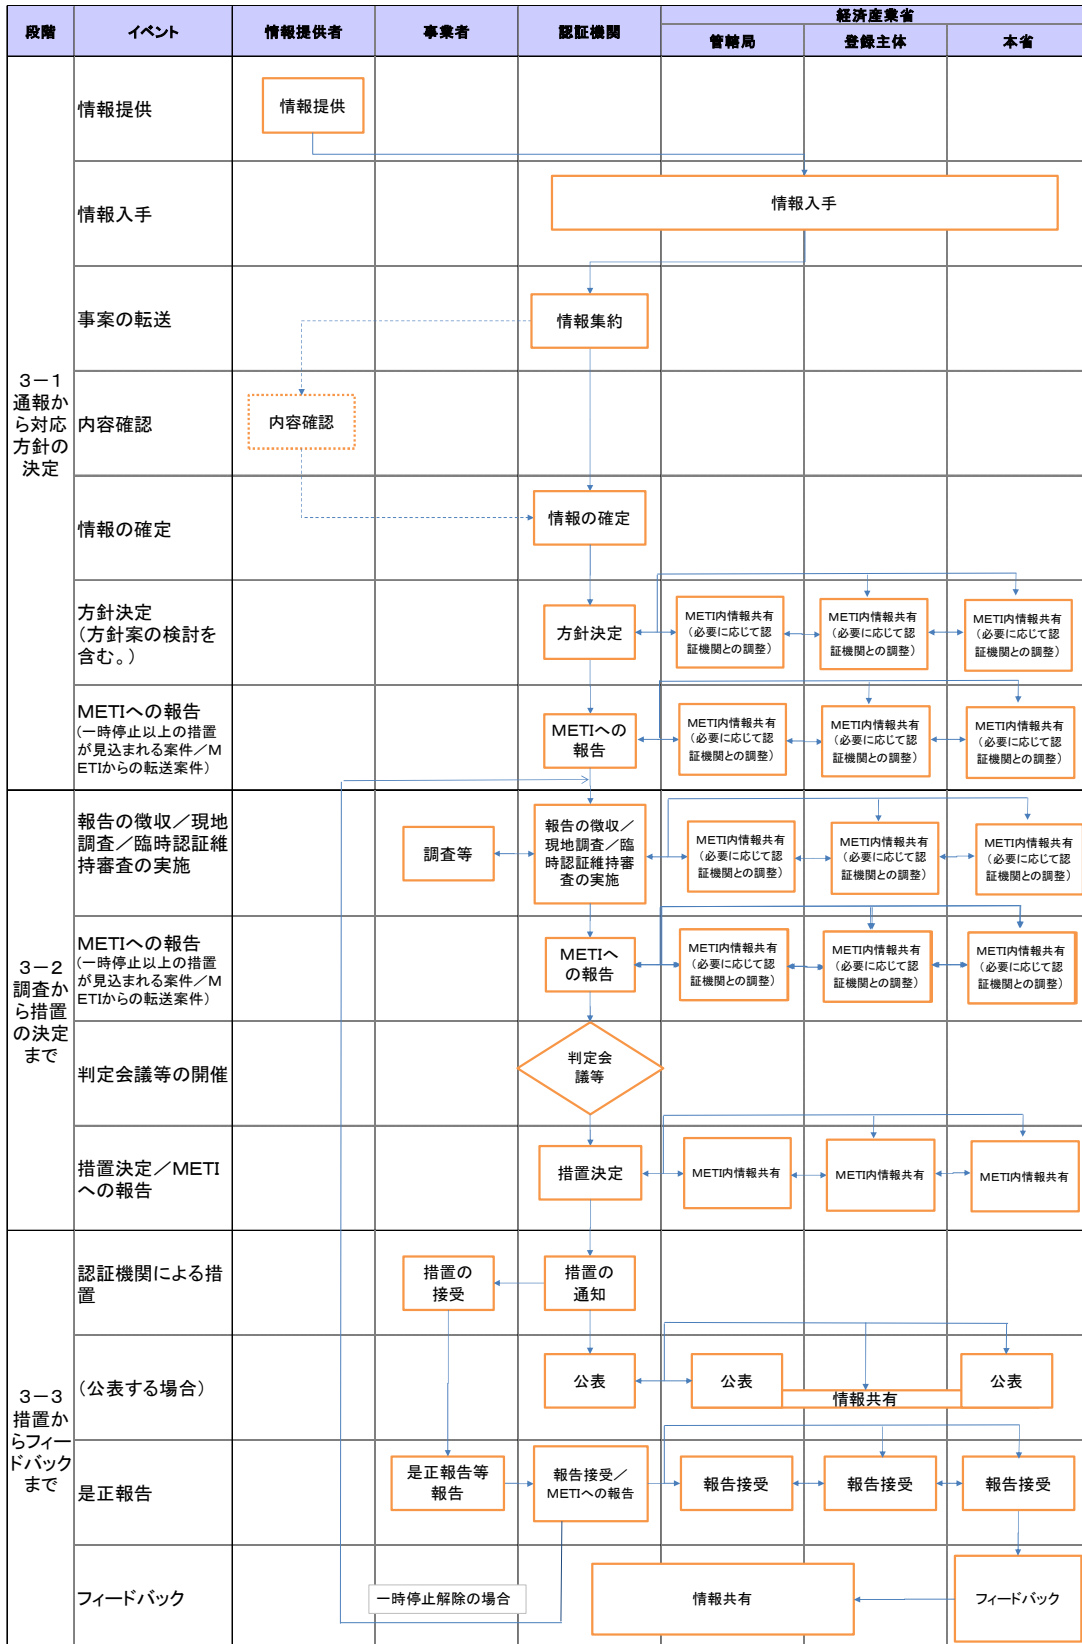 段階
イベント
情報提供者
事業者
認証機関
経済産業省
管轄局
登録主体
本省
3－1
通報か
ら対応
方針の
決定
情報提供
情報提供
情報入手
情報入手
事案の転送
情報集約
内容確認
内容確認
情報の確定
情報の確定
方針決定
（方針案の検討を
含む。）
方針決定
METI内情報共有
（必要に応じて認
証機関との調整）
METI内情報共有
（必要に応じて認
証機関との調整）
METI内情報共有
（必要に応じて認
証機関との調整）
METIへの報告
（一時停止以上の措置
が見込まれる案件／M
ETIからの転送案件）
METIへの
報告
METI内情報共有
（必要に応じて認
証機関との調整）
METI内情報共有
（必要に応じて認
証機関との調整）
METI内情報共有
（必要に応じて認
証機関との調整）
3－2
調査か
ら措置
の決定
まで
報告の徴収／現地
調査／臨時認証維
持審査の実施
調査等
報告の徴収／
現地調査／臨
時認証維持審
査の実施
METI内情報共有
（必要に応じて認
証機関との調整）
METI内情報共有
（必要に応じて認
証機関との調整）
METI内情報共有
（必要に応じて認
証機関との調整）
METIへの報告
（一時停止以上の措置
が見込まれる案件／M
ETIからの転送案件）
METIへ
の報告
METI内情報共有
（必要に応じて認
証機関との調整）
METI内情報共有
（必要に応じて認
証機関との調整）
METI内情報共有
（必要に応じて認
証機関との調整）
判定会議等の開催
判定会
議等
措置決定／METI
への報告
措置決定
METI内情報共有
METI内情報共有
METI内情報共有
3－3
措置か
らフィー
ドバック
まで
認証機関による措
置
措置の
接受
措置の
通知
（公表する場合）
公表
公表
情報共有
公表
是正報告
是正報告等
報告
報告接受／
METIへの報告
報告接受
報告接受
報告接受
フィードバック
一時停止解除の場合
情報共有
フィードバック